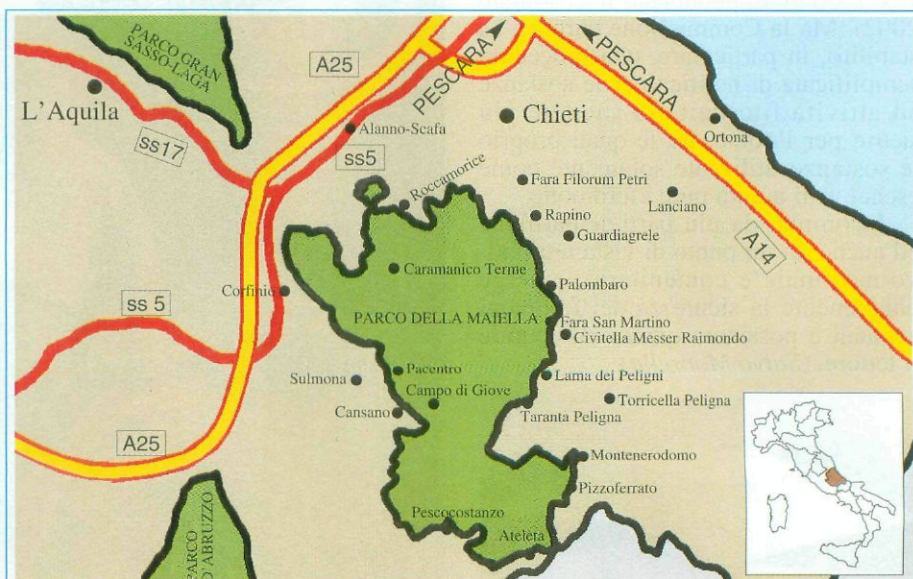 PARCO GRAN
SASSO-LAGA
L'Aquila
ss17
A25
PESCARA
PESCARA
Chieti
Ortona
Alanno-Scafa
ss5
Roccamorice
Fara Filorum Petri
Lanciano
Rapino
Guardiagrele
A14
Caramanico Terme
Corfinio
Palombaro
PARCO DELLA MAIELLA
Fara San Martino
Civitella Messer Raimondo
ss 5
Pacentro
Sulmona
Campo di Giove
Lama dei Peligni
Cansano
Torricella Peligna
Taranta Peligna
A25
Montenerodomo
Pizzoferrato
Pescocostanzo
Ateleta
PARCO
D'ABRUZZO